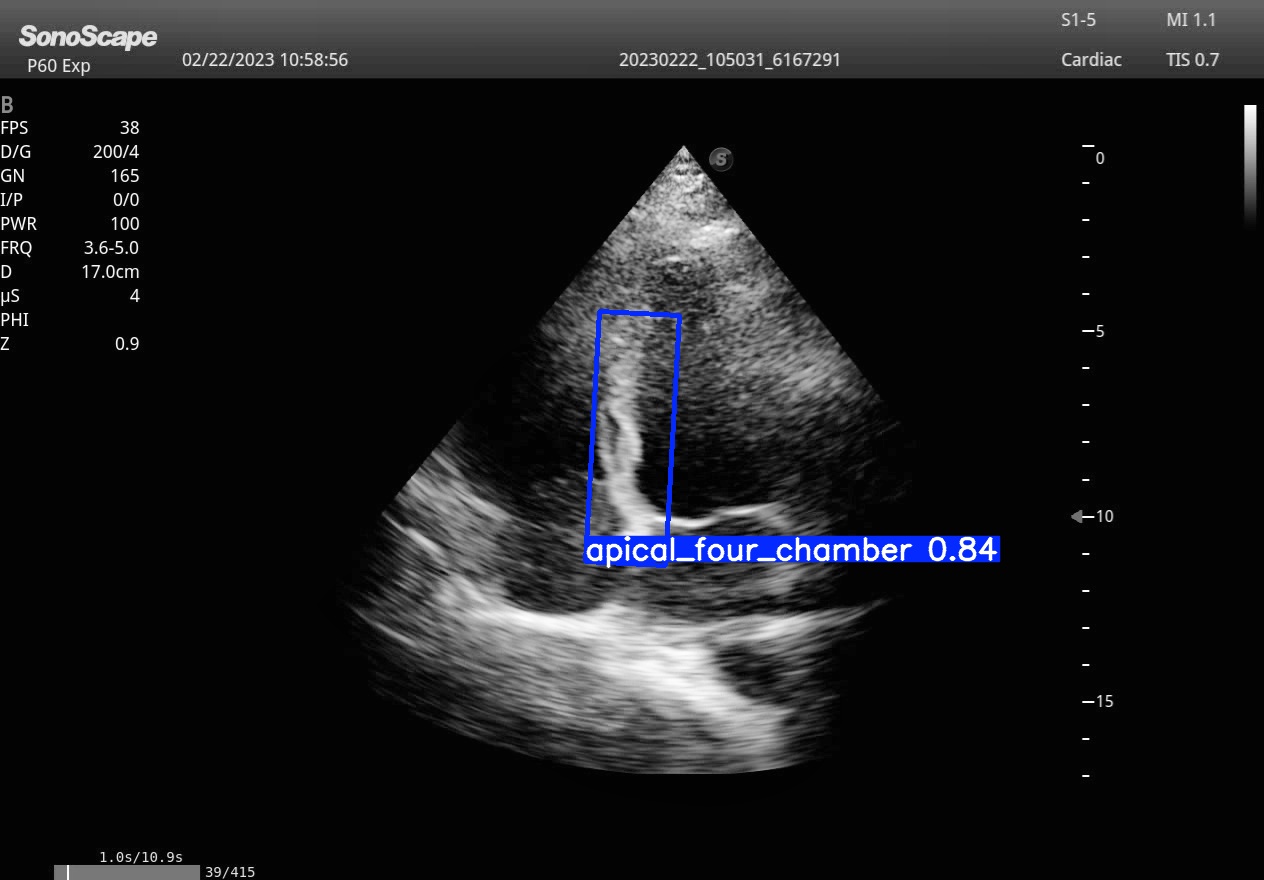 SonoScape
P60 Exp
02/22/2023 10:58:56
20230222_105031_6167291
S1-5
MI 1.1
Cardiac
TIS 0.7
B
FPS 38
D/G 200/4
GN 165
I/P 0/0
PWR 100
FRQ 3.6-5.0
D 17.0cm
µS 4
PHI
Z 0.9
S
0
5
10
15
apical_four_chamber 0.84
1.0s/10.9s
39/415